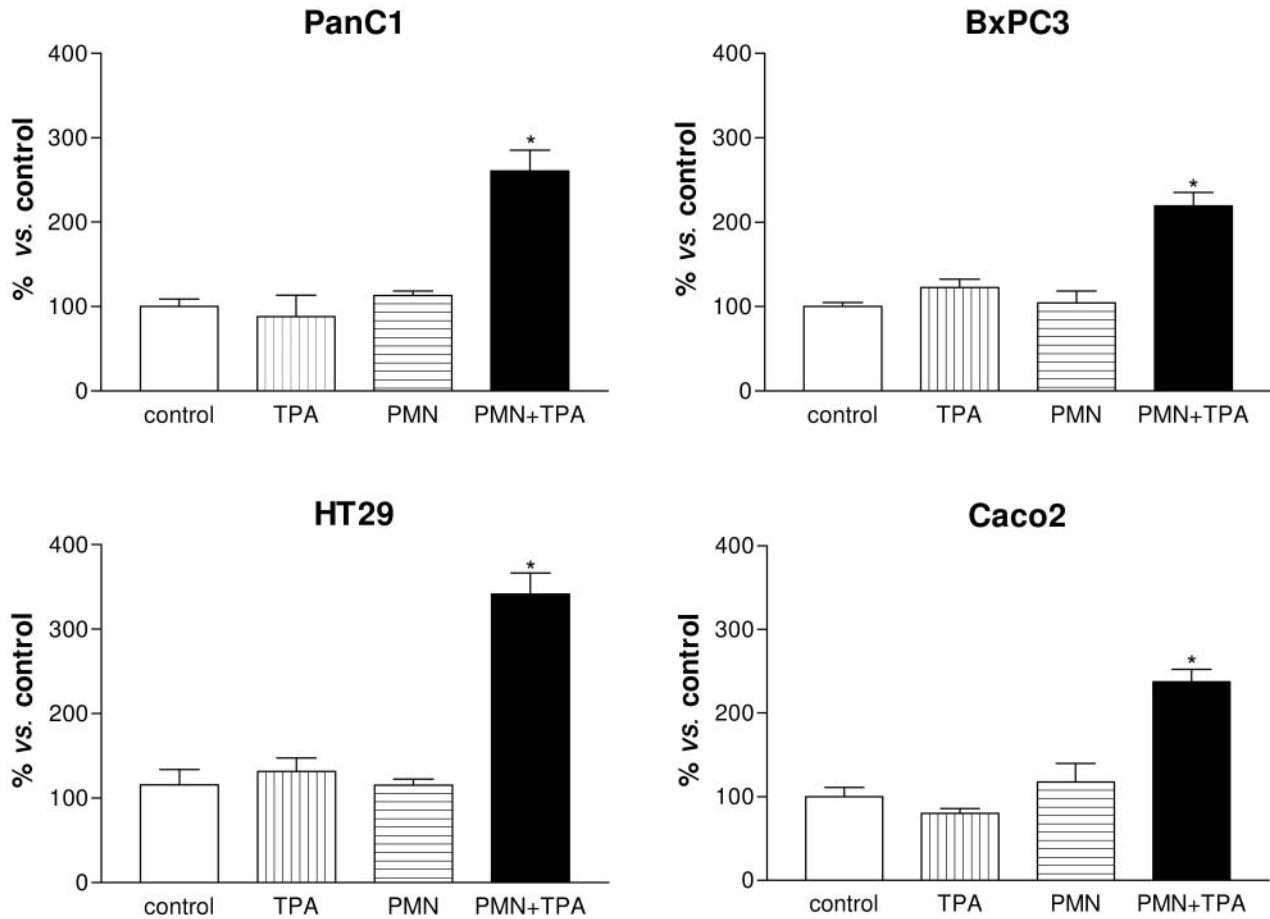 PanC1
% vs. control
400
300
200
100
0
*
control TPA PMN PMN+TPA
BxPC3
% vs. control
400
300
200
100
0
*
control TPA PMN PMN+TPA
HT29
% vs. control
400
300
200
100
0
*
control TPA PMN PMN+TPA
Caco2
% vs. control
400
300
200
100
0
*
control TPA PMN PMN+TPA